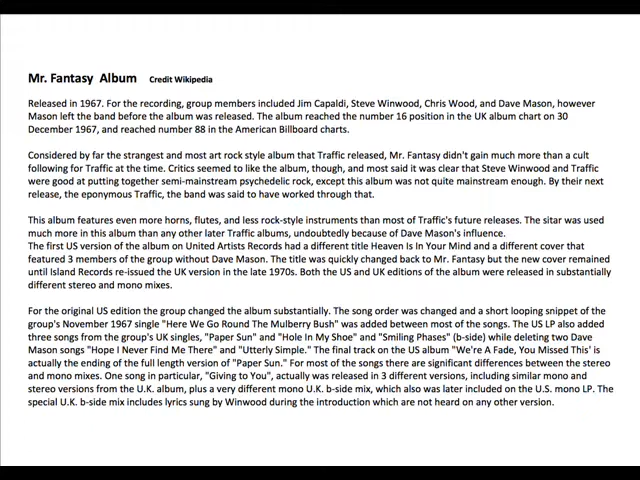 Mr. Fantasy Album Credit Wikipedia
Released in 1967. For the recording, group members included Jim Capaldi, Steve Winwood, Chris Wood, and Dave Mason, however
Mason left the band before the album was released. The album reached the number 16 position in the UK album chart on 30
December 1967, and reached number 88 in the American Billboard charts.
Considered by far the strangest and most art rock style album that Traffic released, Mr. Fantasy didn't gain much more than a cult
following for Traffic at the time. Critics seemed to like the album, though, and most said it was clear that Steve Winwood and Traffic
were good at putting together semi-mainstream psychedelic rock, except this album was not quite mainstream enough. By their next
release, the eponymous Traffic, the band was said to have worked through that.
This album features even more horns, flutes, and less rock-style instruments than most of Traffic's future releases. The sitar was used
much more in this album than any other later Traffic albums, undoubtedly because of Dave Mason's influence.
The first US version of the album on United Artists Records had a different title Heaven Is In Your Mind and a different cover that
featured 3 members of the group without Dave Mason. The title was quickly changed back to Mr. Fantasy but the new cover remained
until Island Records re-issued the UK version in the late 1970s. Both the US and UK editions of the album were released in substantially
different stereo and mono mixes.
For the original US edition the group changed the album substantially. The song order was changed and a short looping snippet of the
group's November 1967 single "Here We Go Round The Mulberry Bush" was added between most of the songs. The US LP also added
three songs from the group's UK singles, "Paper Sun" and "Hole In My Shoe" and "Smiling Phases" (b-side) while deleting two Dave
Mason songs "Hope I Never Find Me There" and "Utterly Simple." The final track on the US album "We're A Fade, You Missed This' is
actually the ending of the full length version of "Paper Sun." For most of the songs there are significant differences between the stereo
and mono mixes. One song in particular, "Giving to You", actually was released in 3 different versions, including similar mono and
stereo versions from the U.K. album, plus a very different mono U.K. b-side mix, which also was later included on the U.S. mono LP. The
special U.K. b-side mix includes lyrics sung by Winwood during the introduction which are not heard on any other version.